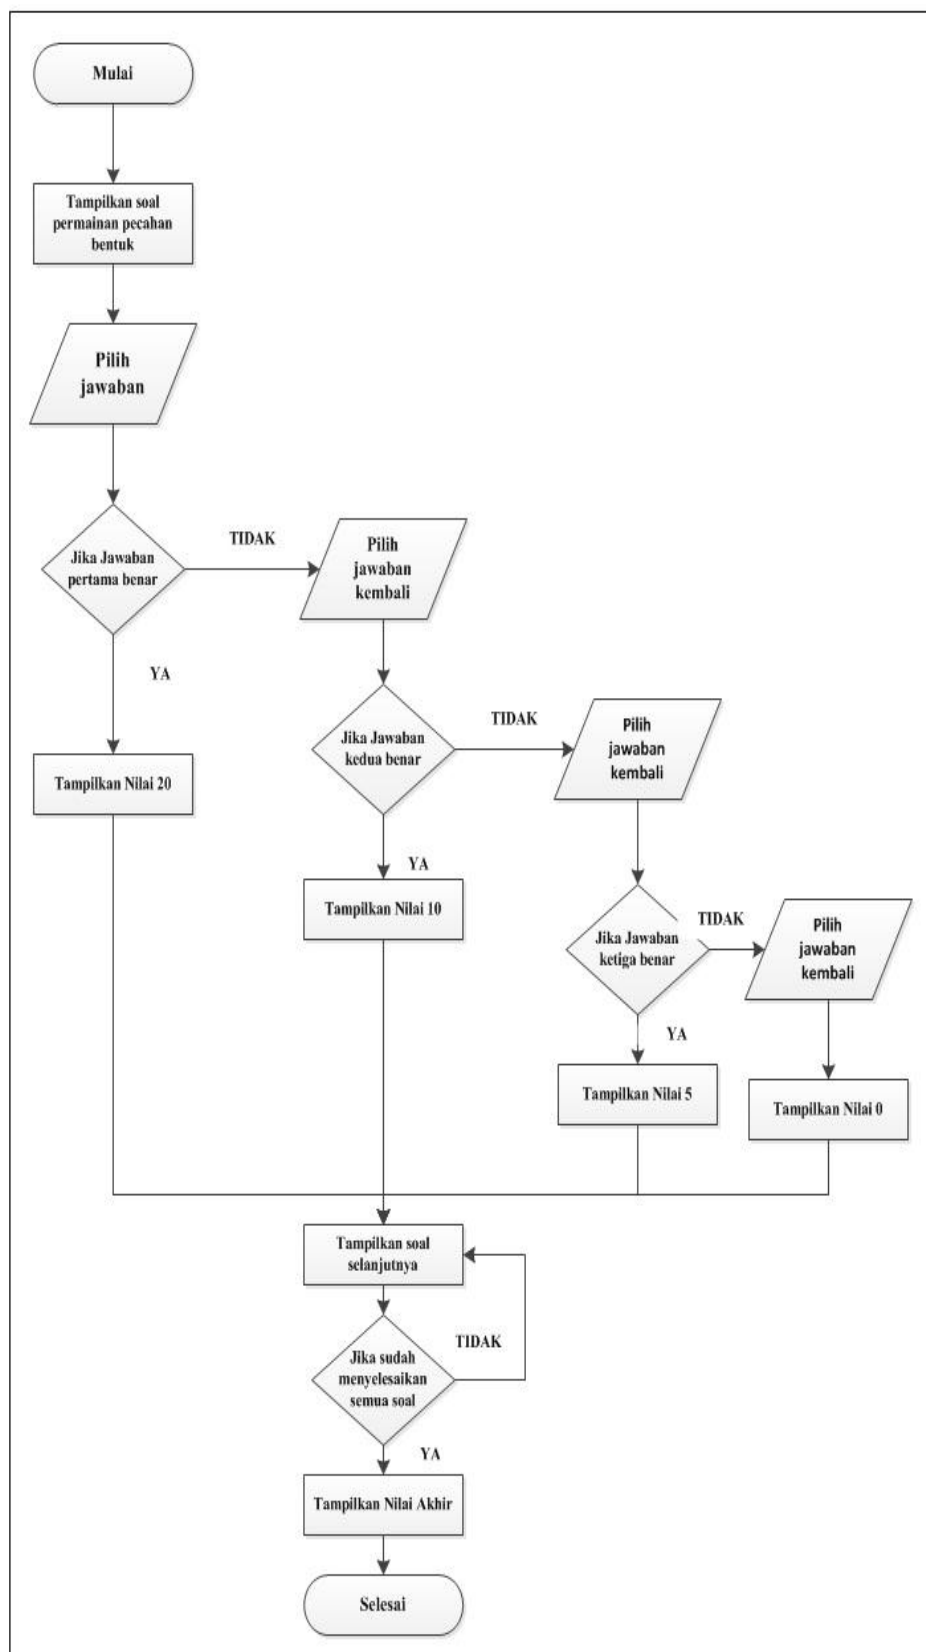 Mulai
Tampilkan soal
permainan pecahan
bentuk
Pilih
jawaban
Jika Jawaban
pertama benar
TIDAK
Pilih
jawaban
kembali
YA
Tampilkan Nilai 20
Jika Jawaban
kedua benar
TIDAK
Pilih
jawaban
kembali
YA
Tampilkan Nilai 10
Jika Jawaban
ketiga benar
TIDAK
Pilih
jawaban
kembali
YA
Tampilkan Nilai 5
Tampilkan Nilai 0
Tampilkan soal
selanjutnya
Jika sudah
menyelesaikan
semua soal
TIDAK
YA
Tampilkan Nilai Akhir
Selesai